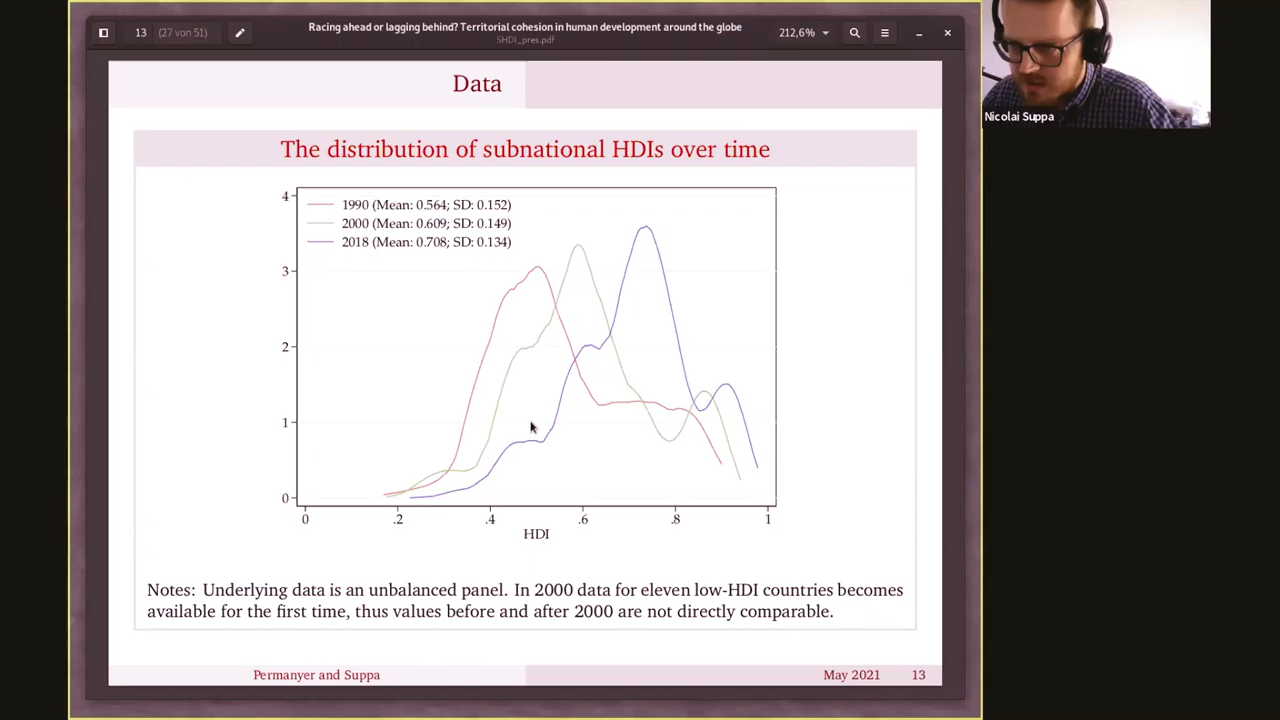 13 (27 von 51)
Racing ahead or lagging behind? Territorial cohesion in human development around the globe
SHDI_pres.pdf
212,6%
Data
The distribution of subnational HDIs over time
4
3
2
1
0
1990 (Mean: 0.564; SD: 0.152)
2000 (Mean: 0.609; SD: 0.149)
2018 (Mean: 0.708; SD: 0.134)
0 .2 .4 .6 .8 1
HDI
Notes: Underlying data is an unbalanced panel. In 2000 data for eleven low-HDI countries becomes
available for the first time, thus values before and after 2000 are not directly comparable.
Permanyer and Suppa
May 2021 13
Nicolai Suppa